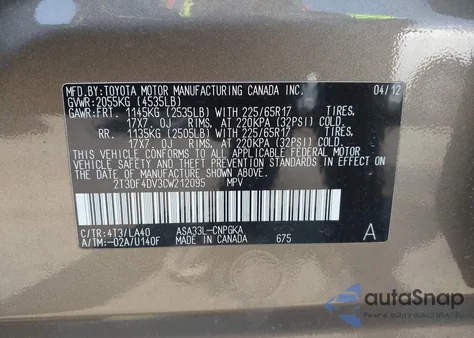 MFD.BY:TOYOTA MOTOR MANUFACTURING CANADA INC. 04/12
GVWR:2055KG (4535LB)
GAWR:FRT. 1145KG (2535LB) WITH 225/65R17 TIRES,
17X7. OJ RIMS, AT 220KPA (32PSI) COLD.
RR. 1135KG (2505LB) WITH 225/65R17 TIRES,
17X7. OJ RIMS, AT 220KPA (32PSI) COLD.
THIS VEHICLE CONFORMS TO ALL APPLICABLE FEDERAL MOTOR
VEHICLE SAFETY AND THEFT PREVENTION STANDARDS IN EFFECT ON
THE DATE OF MANUFACTURE SHOWN ABOVE.
2T3DF4DV3CW212095 MPV
C/TR:4T3/LA40 ASA33L-CNPGKA A
A/TM:-02A/U140F MADE IN CANADA 675
autoSnap